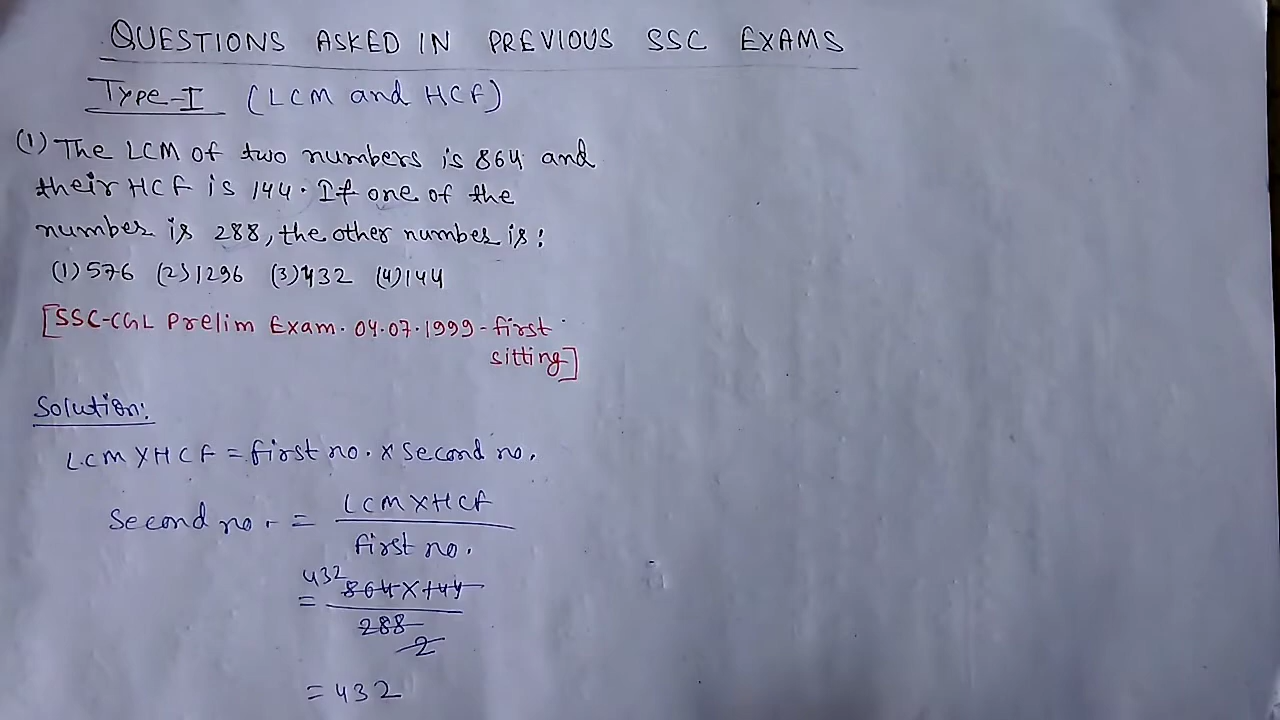 QUESTIONS ASKED IN PREVIOUS SSC EXAMS
Type-I (LCM and HCF)
(1) The LCM of two numbers is 864 and
their HCF is 144. If one of the
number is 288, the other number is:
(1) 576 (2) 1296 (3) 432 (4) 144
[SSC-CGL Prelim Exam. 04.07.1999-first
sitting]
Solution:
LCM X HCF = first no. x Second no.
Second no. = LCM X HCF
first no.
432 864 X 144
=
288
2
= 432